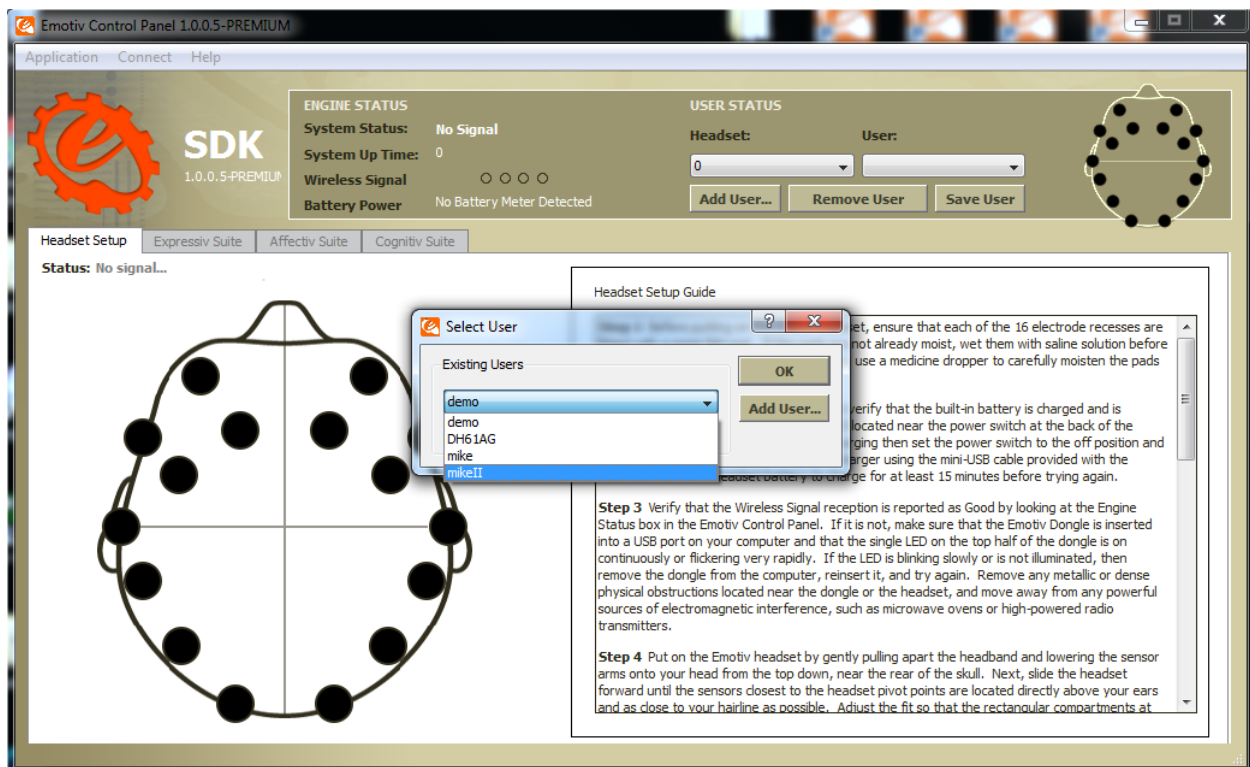 Emotiv Control Panel 1.0.0.5-PREMIUM
Application Connect Help
SDK
1.0.0.5-PREMIUM
ENGINE STATUS
System Status: No Signal
System Up Time: 0
Wireless Signal
Battery Power No Battery Meter Detected
USER STATUS
Headset: User:
0
Add User... Remove User Save User
Headset Setup Expressiv Suite Affectiv Suite Cognitiv Suite
Status: No signal...
Select User
?
X
Existing Users
demo
demo
DH61AG
mike
mikeII
OK
Add User...
Headset Setup Guide
set, ensure that each of the 16 electrode recesses are
not already moist, wet them with saline solution before
use a medicine dropper to carefully moisten the pads
verify that the built-in battery is charged and is
located near the power switch at the back of the
ging then set the power switch to the off position and
arger using the mini-USB cable provided with the
headset battery to charge for at least 15 minutes before trying again.
Step 3 Verify that the Wireless Signal reception is reported as Good by looking at the Engine
Status box in the Emotiv Control Panel. If it is not, make sure that the Emotiv Dongle is inserted
into a USB port on your computer and that the single LED on the top half of the dongle is on
continuously or flickering very rapidly. If the LED is blinking slowly or is not illuminated, then
remove the dongle from the computer, reinsert it, and try again. Remove any metallic or dense
physical obstructions located near the dongle or the headset, and move away from any powerful
sources of electromagnetic interference, such as microwave ovens or high-powered radio
transmitters.
Step 4 Put on the Emotiv headset by gently pulling apart the headband and lowering the sensor
arms onto your head from the top down, near the rear of the skull. Next, slide the headset
forward until the sensors closest to the headset pivot points are located directly above your ears
and as close to your hairline as possible. Adjust the fit so that the rectangular compartments at